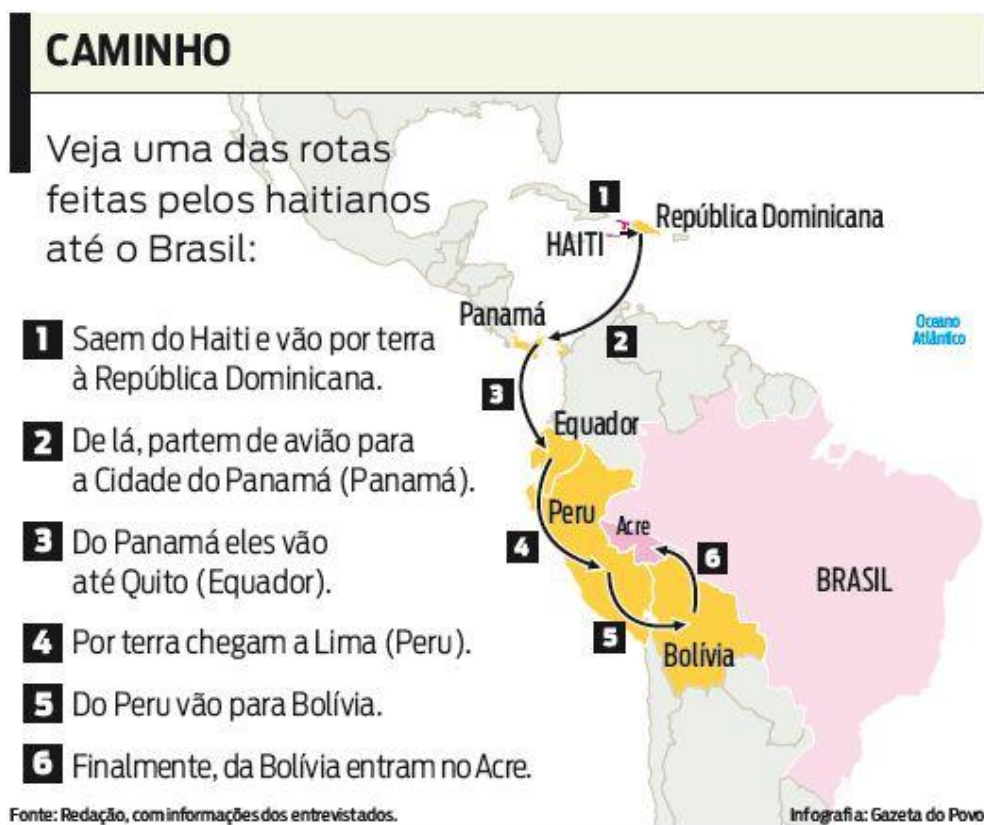 CAMINHO
Veja uma das rotas
feitas pelos haitianos
até o Brasil:
1 Saem do Haiti e vão por terra
à República Dominicana.
2 De lá, partem de avião para
a Cidade do Panamá (Panamá).
3 Do Panamá eles vão
até Quito (Equador).
4 Por terra chegam a Lima (Peru).
5 Do Peru vão para Bolívia.
6 Finalmente, da Bolívia entram no Acre.
1
República Dominicana
HAITI
Panamá
2
Oceano
Atlântico
3
Equador
Peru
Acre
4
6
BRASIL
5
Bolívia
Fonte: Redação, com informações dos entrevistados.
Infografia: Gazeta do Povo